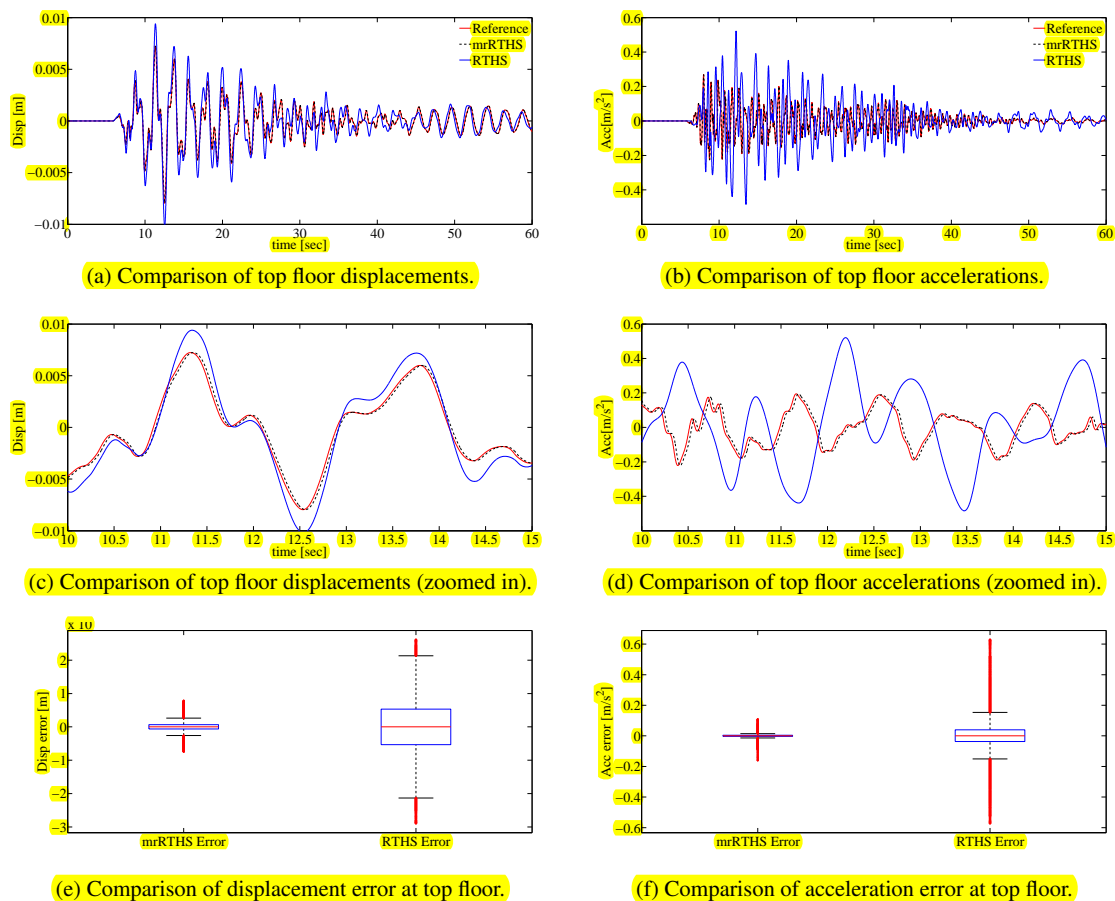 0.01
0.005
0
−0.005
−0.01
Disp [m]
0 10 20 30 40 50 60
time [sec]
Reference
mrRTHS
RTHS
(a) Comparison of top floor displacements.
0.6
0.4
0.2
0
−0.2
−0.4
Acc[m/s²]
0 10 20 30 40 50 60
time [sec]
Reference
mrRTHS
RTHS
(b) Comparison of top floor accelerations.
0.01
0.005
0
−0.005
−0.01
Disp [m]
10 10.5 11 11.5 12 12.5 13 13.5 14 14.5 15
time [sec]
(c) Comparison of top floor displacements (zoomed in).
0.6
0.4
0.2
0
−0.2
−0.4
Acc[m/s²]
10 10.5 11 11.5 12 12.5 13 13.5 14 14.5 15
time [sec]
(d) Comparison of top floor accelerations (zoomed in).
x 10
2
1
0
−1
−2
−3
Disp error [m]
mrRTHS Error RTHS Error
(e) Comparison of displacement error at top floor.
0.6
0.4
0.2
0
−0.2
−0.4
−0.6
Acc error [m/s²]
mrRTHS Error RTHS Error
(f) Comparison of acceleration error at top floor.